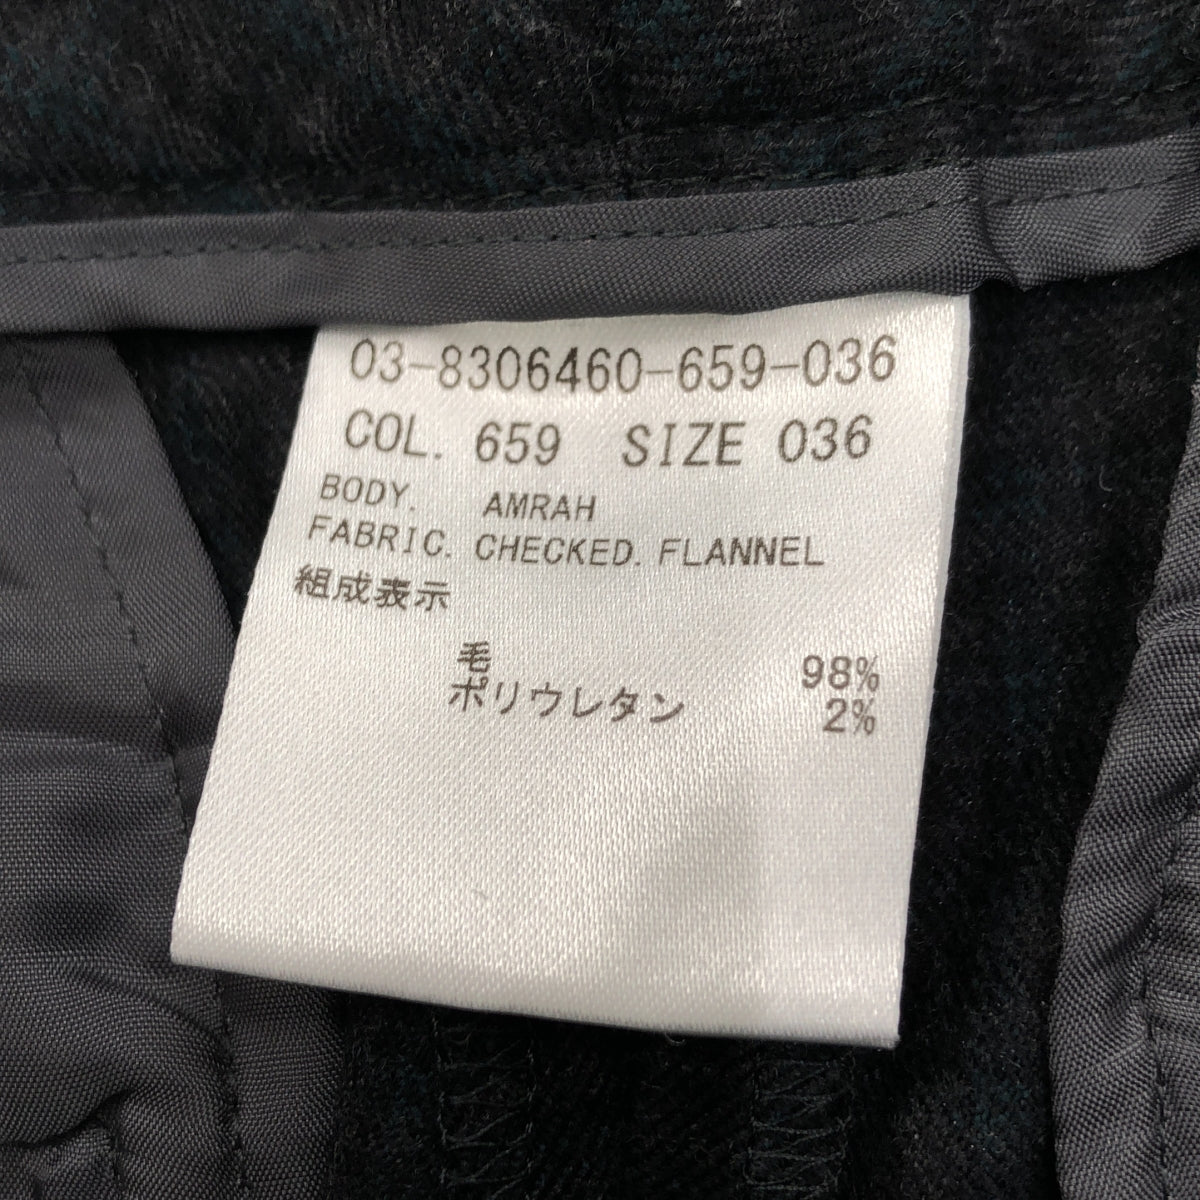 03-8306460-659-036
COL. 659 SIZE 036
BODY. AMRAH
FABRIC. CHECKED. FLANNEL
組成表示
毛 98%
ポリウレタン 2%